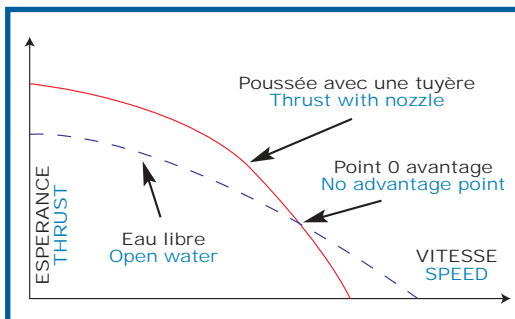 Poussée avec une tuyère
Thrust with nozzle
Point 0 avantage
No advantage point
Eau libre
Open water
ESPERANCE
THRUST
VITESSE
SPEED